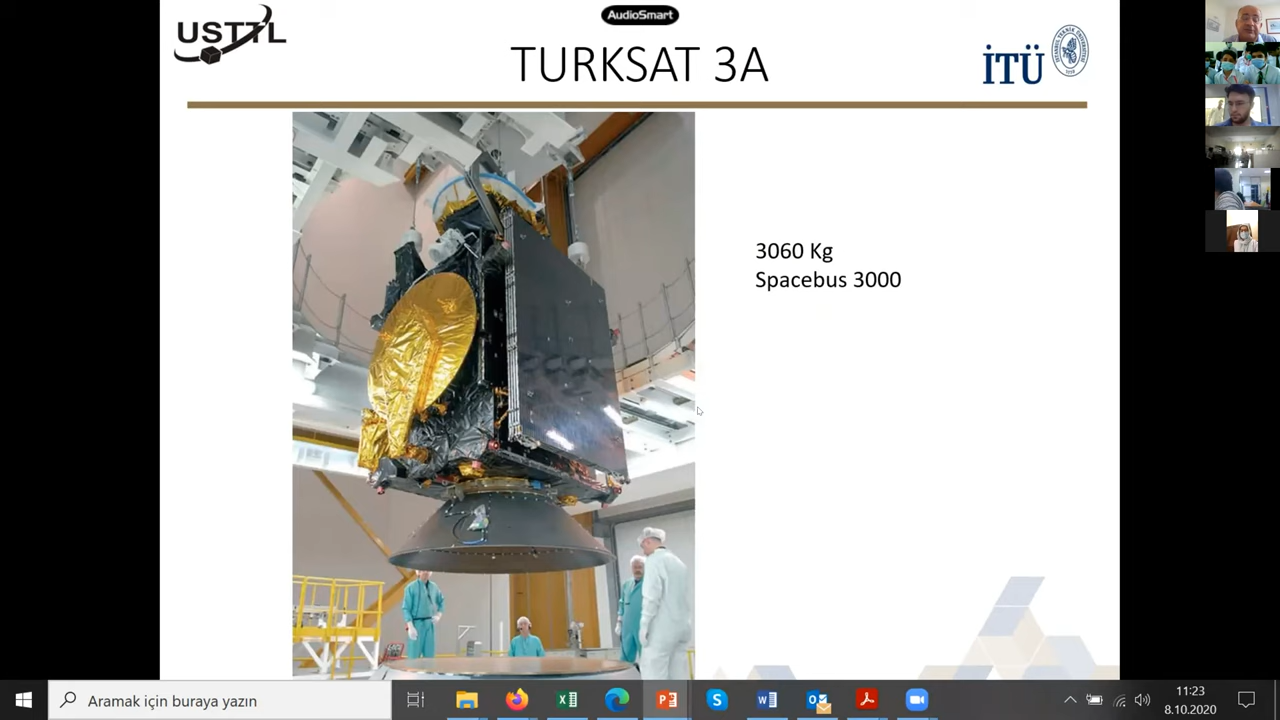 AudioSmart
USTTL
TURKSAT 3A
İTÜ
3060 Kg
Spacebus 3000
Aramak için buraya yazın
11:23
8.10.2020